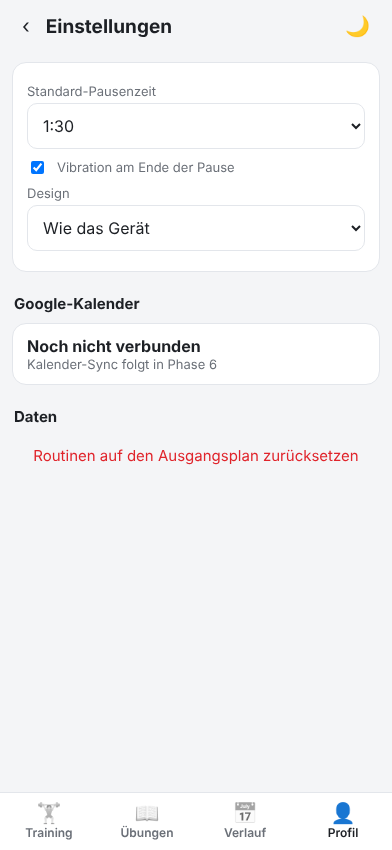 Einstellungen
Standard-Pausenzeit
1:30
Vibration am Ende der Pause
Design
Wie das Gerät
Google-Kalender
Noch nicht verbunden
Kalender-Sync folgt in Phase 6
Daten
Routinen auf den Ausgangsplan zurücksetzen
Training
Übungen
Verlauf
Profil